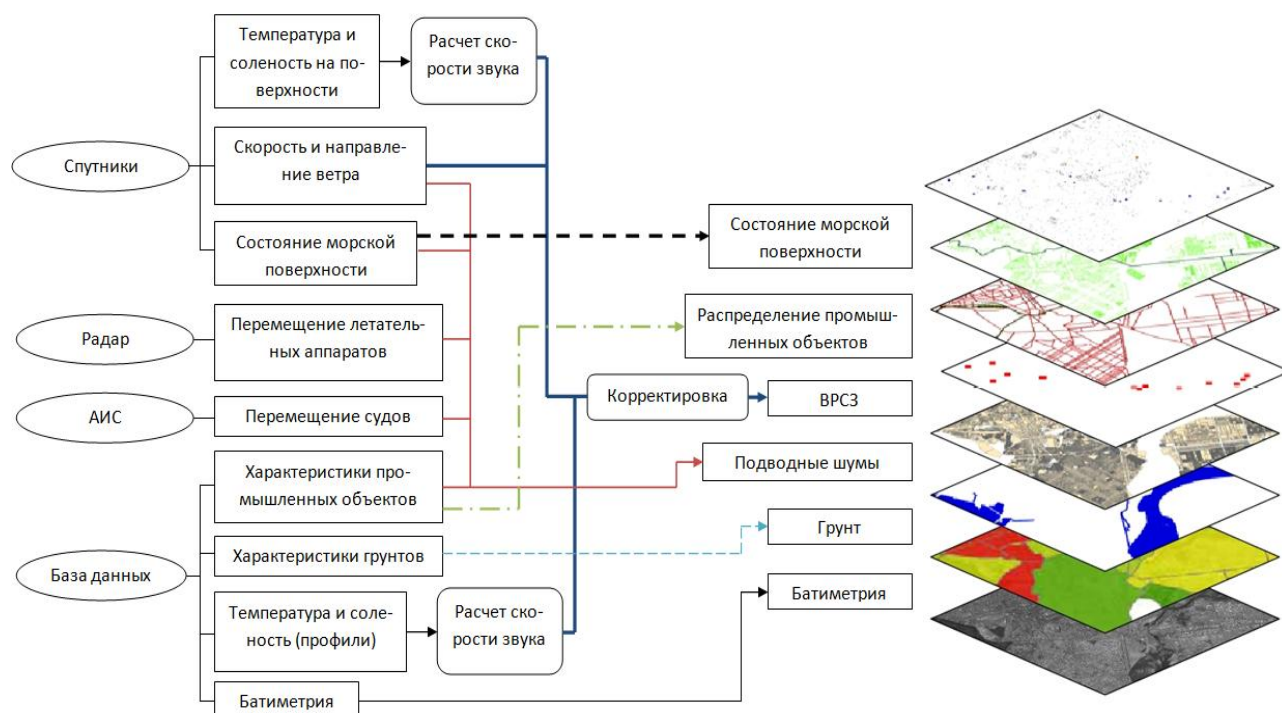 Спутники
Радар
АИС
База данных
Температура и
соленость на по-
верхности
Скорость и направле-
ние ветра
Состояние морской
поверхности
Перемещение летатель-
ных аппаратов
Перемещение судов
Характеристики про-
мышленных объектов
Характеристики грунтов
Температура и соле-
ность (профили)
Батиметрия
Расчет ско-
рости звука
Расчет ско-
рости звука
Корректировка
Состояние морской
поверхности
Распределение промыш-
ленных объектов
ВРСЗ
Подводные шумы
Грунт
Батиметрия